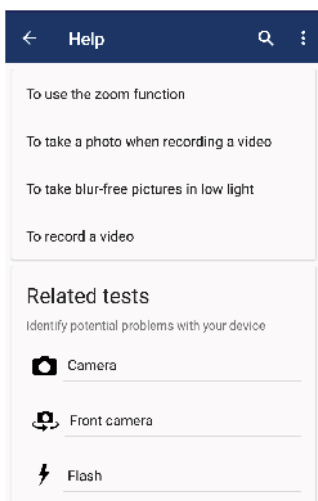 Help
To use the zoom function
To take a photo when recording a video
To take blur-free pictures in low light
To record a video
Related tests
Identify potential problems with your device
Camera
Front camera
Flash